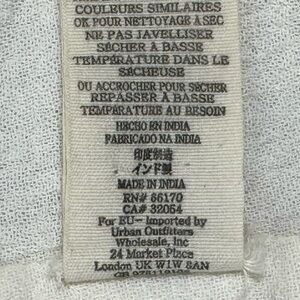 COULEURS SIMILAIRES
OK POUR NETTOYAGE À SEC
NE PAS JAVELLISER
SÉCHER À BASSE
TEMPÉRATURE DANS LE
SÉCHEUSE
OU ACCROCHER POUR SÉCHER
REPASSER À BASSE
TEMPÉRATURE AU BESOIN
HECHO EN INDIA
FABRICADO NA INDIA
印度製造
インド製
MADE IN INDIA
RN# 66170
CA# 32054
For EU- Imported by
Urban Outfitters
Wholesale, Inc
24 Market Place
London UK W1W 8AN